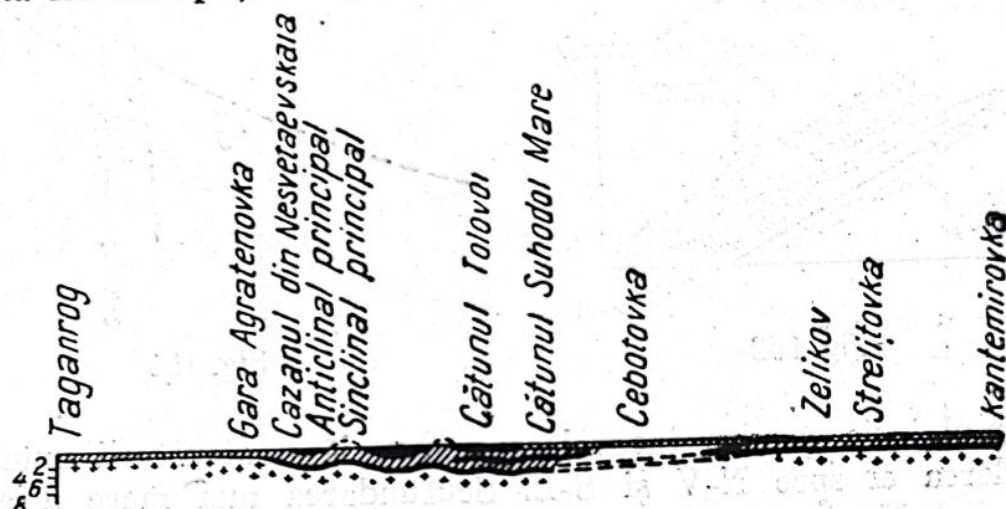 Taganrog
Gara Agratenovka
Cazanul din Nesvetaevskaia
Anticlinal principal
Sinclinal principal
Cătunul Tolovoi
Cătunul Suhodol Mare
Cebotovka
Zelikov
Strelițovka
Kantemirovka
2
4
6